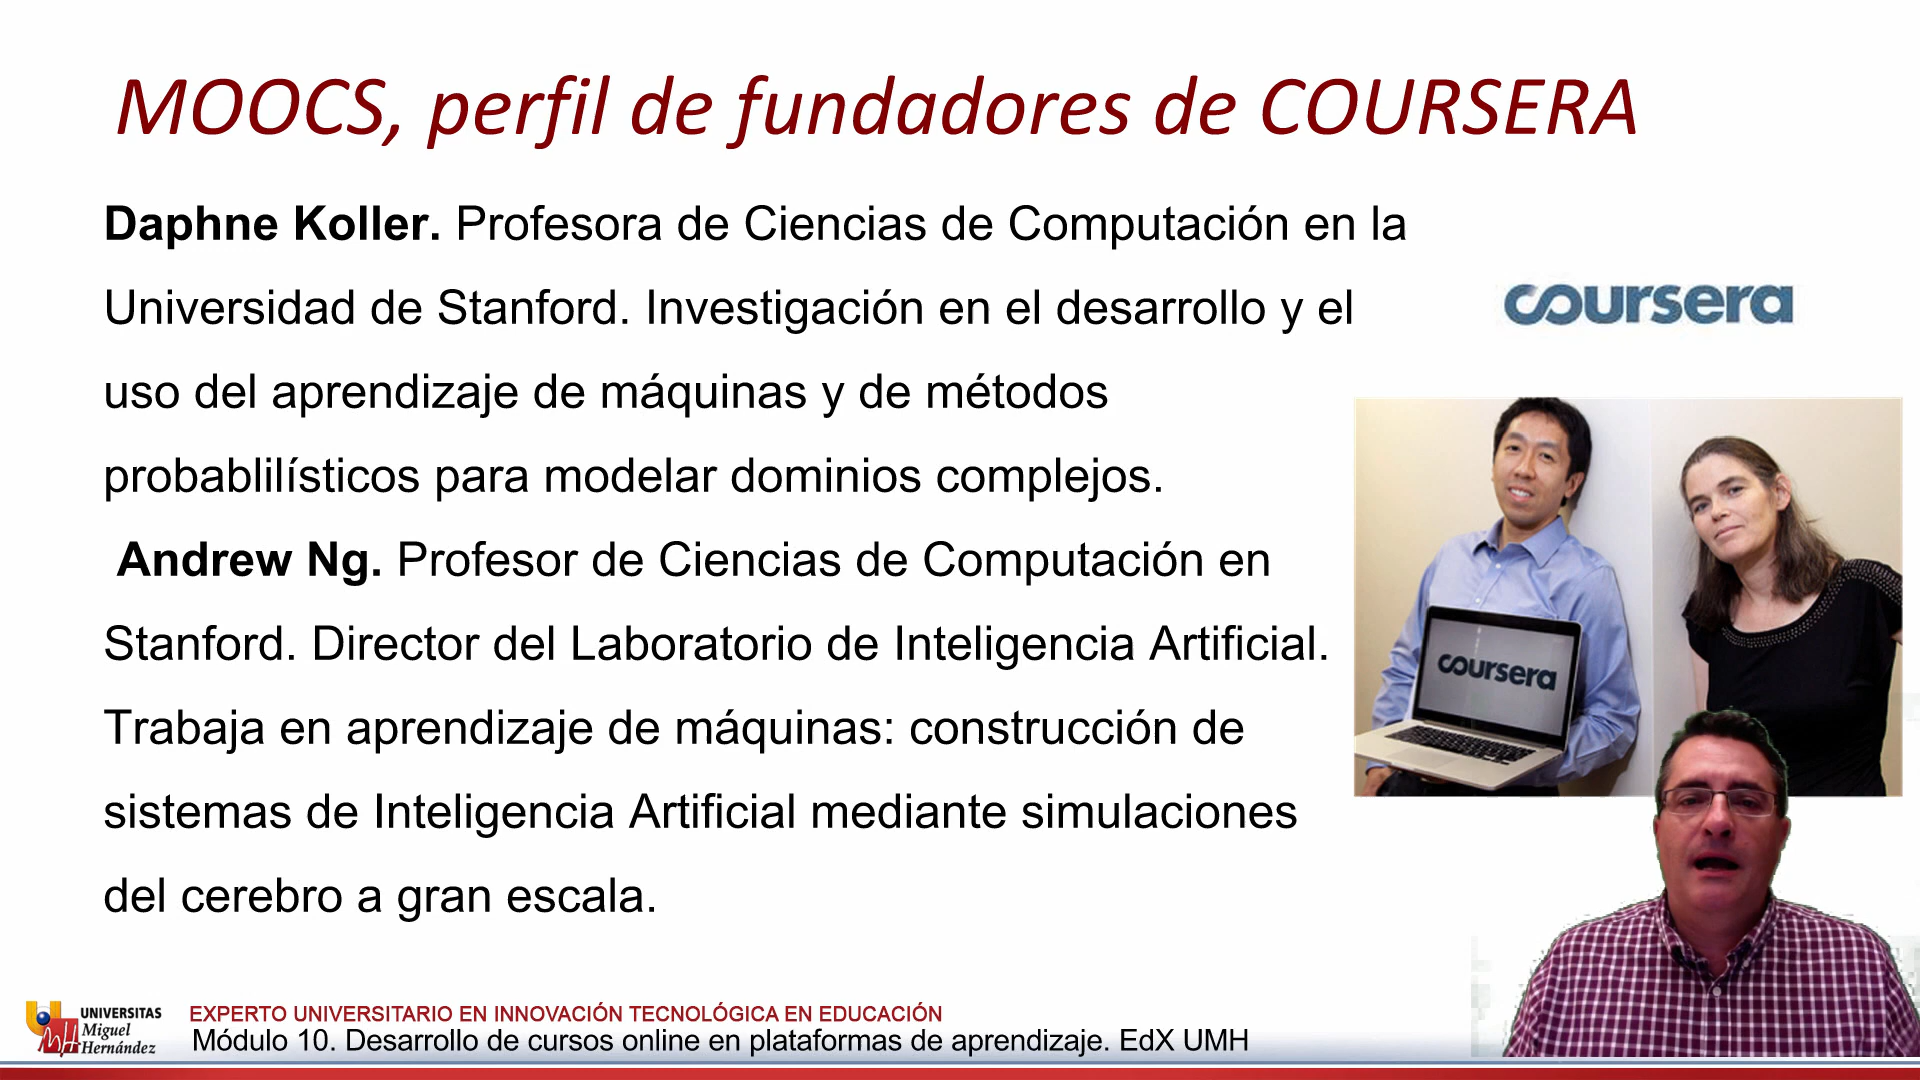 MOOCS, perfil de fundadores de COURSERA
Daphne Koller. Profesora de Ciencias de Computación en la
Universidad de Stanford. Investigación en el desarrollo y el
uso del aprendizaje de máquinas y de métodos
probablilísticos para modelar dominios complejos.
Andrew Ng. Profesor de Ciencias de Computación en
Stanford. Director del Laboratorio de Inteligencia Artificial.
Trabaja en aprendizaje de máquinas: construcción de
sistemas de Inteligencia Artificial mediante simulaciones
del cerebro a gran escala.
coursera
coursera
UNIVERSITAS
Miguel
Hernández
EXPERTO UNIVERSITARIO EN INNOVACIÓN TECNOLÓGICA EN EDUCACIÓN
Módulo 10. Desarrollo de cursos online en plataformas de aprendizaje. EdX UMH